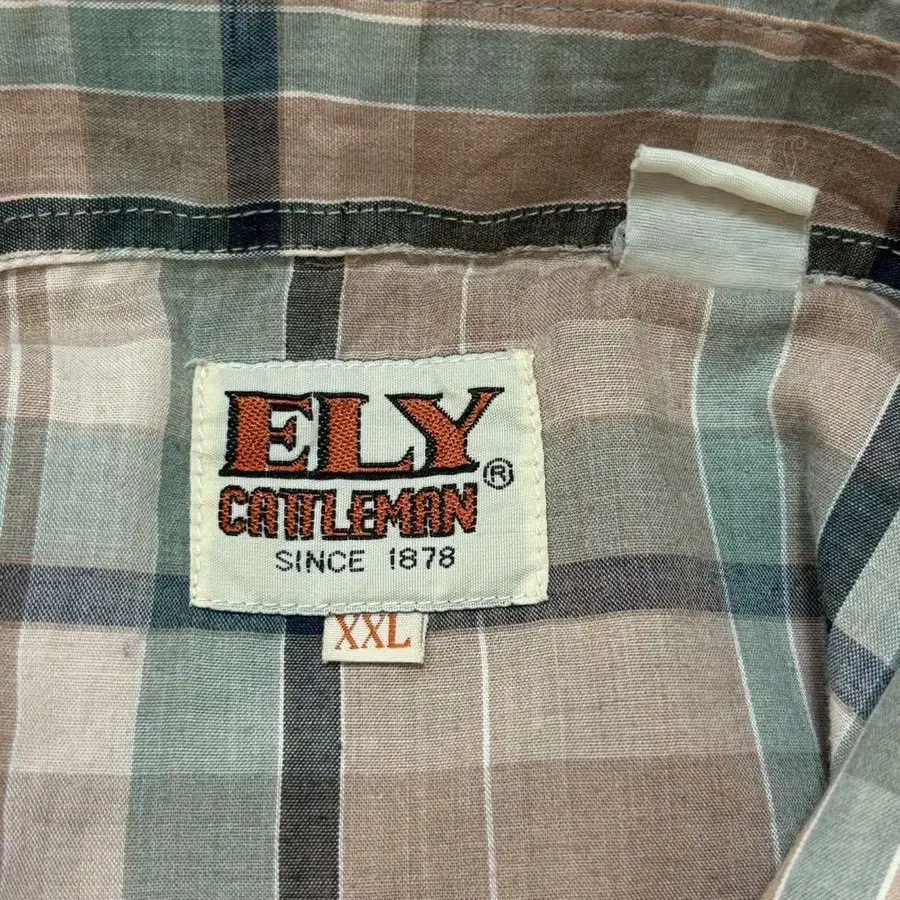 ELY®
CATTLEMAN
SINCE 1878
XXL